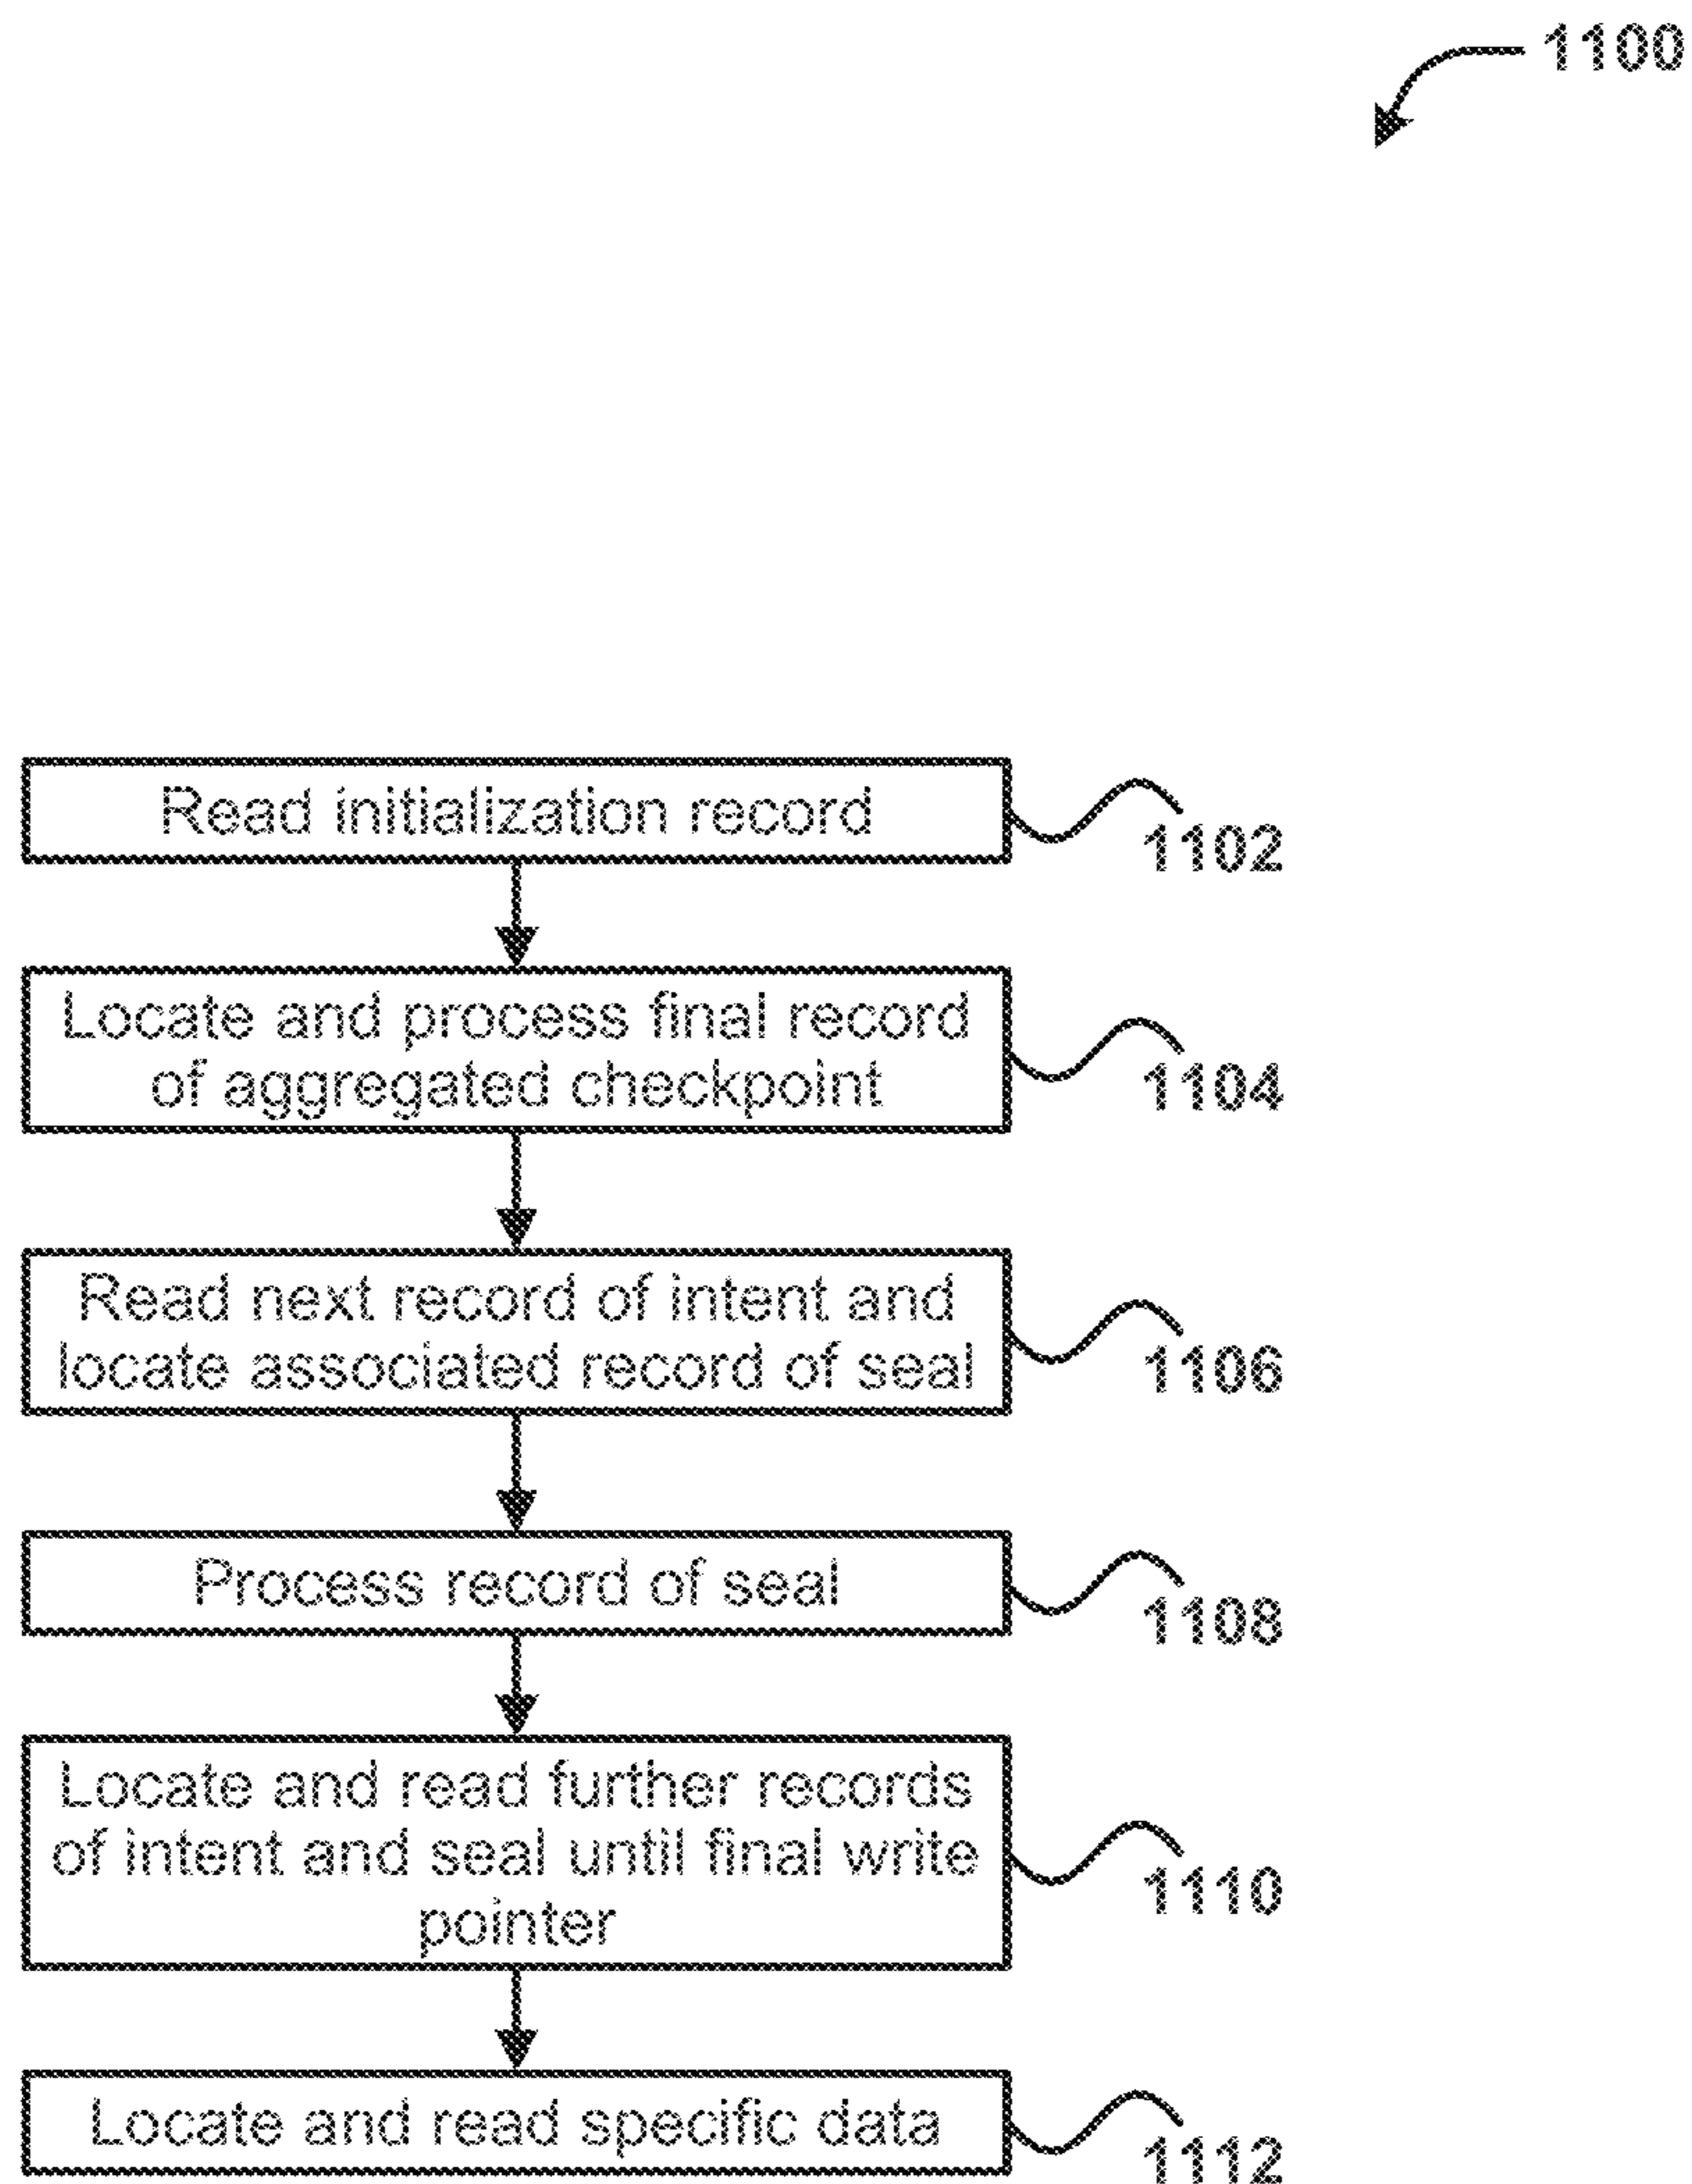 1100
Read initialization record
1102
Locate and process final record
of aggregated checkpoint
1104
Read next record of intent and
locate associated record of seal
1106
Process record of seal
1108
Locate and read further records
of intent and seal until final write
pointer
1110
Locate and read specific data
1112